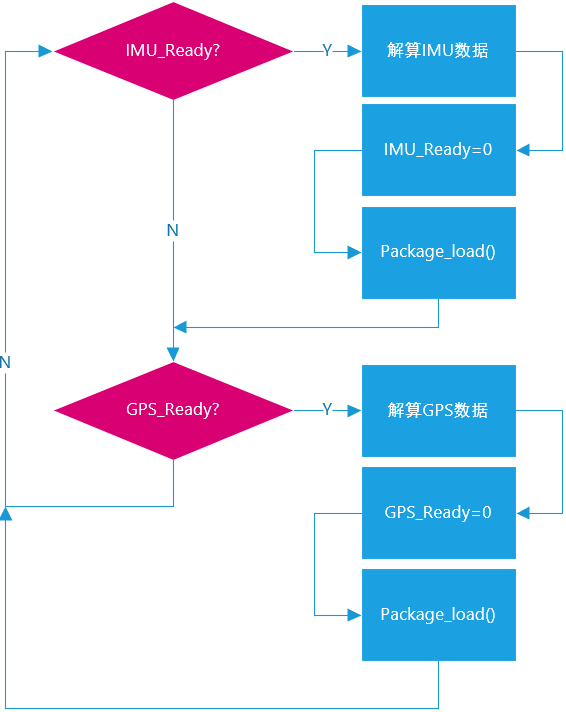 IMU_Ready?
Y
解算IMU数据
IMU_Ready=0
N
Package_load()
N
GPS_Ready?
Y
解算GPS数据
GPS_Ready=0
Package_load()